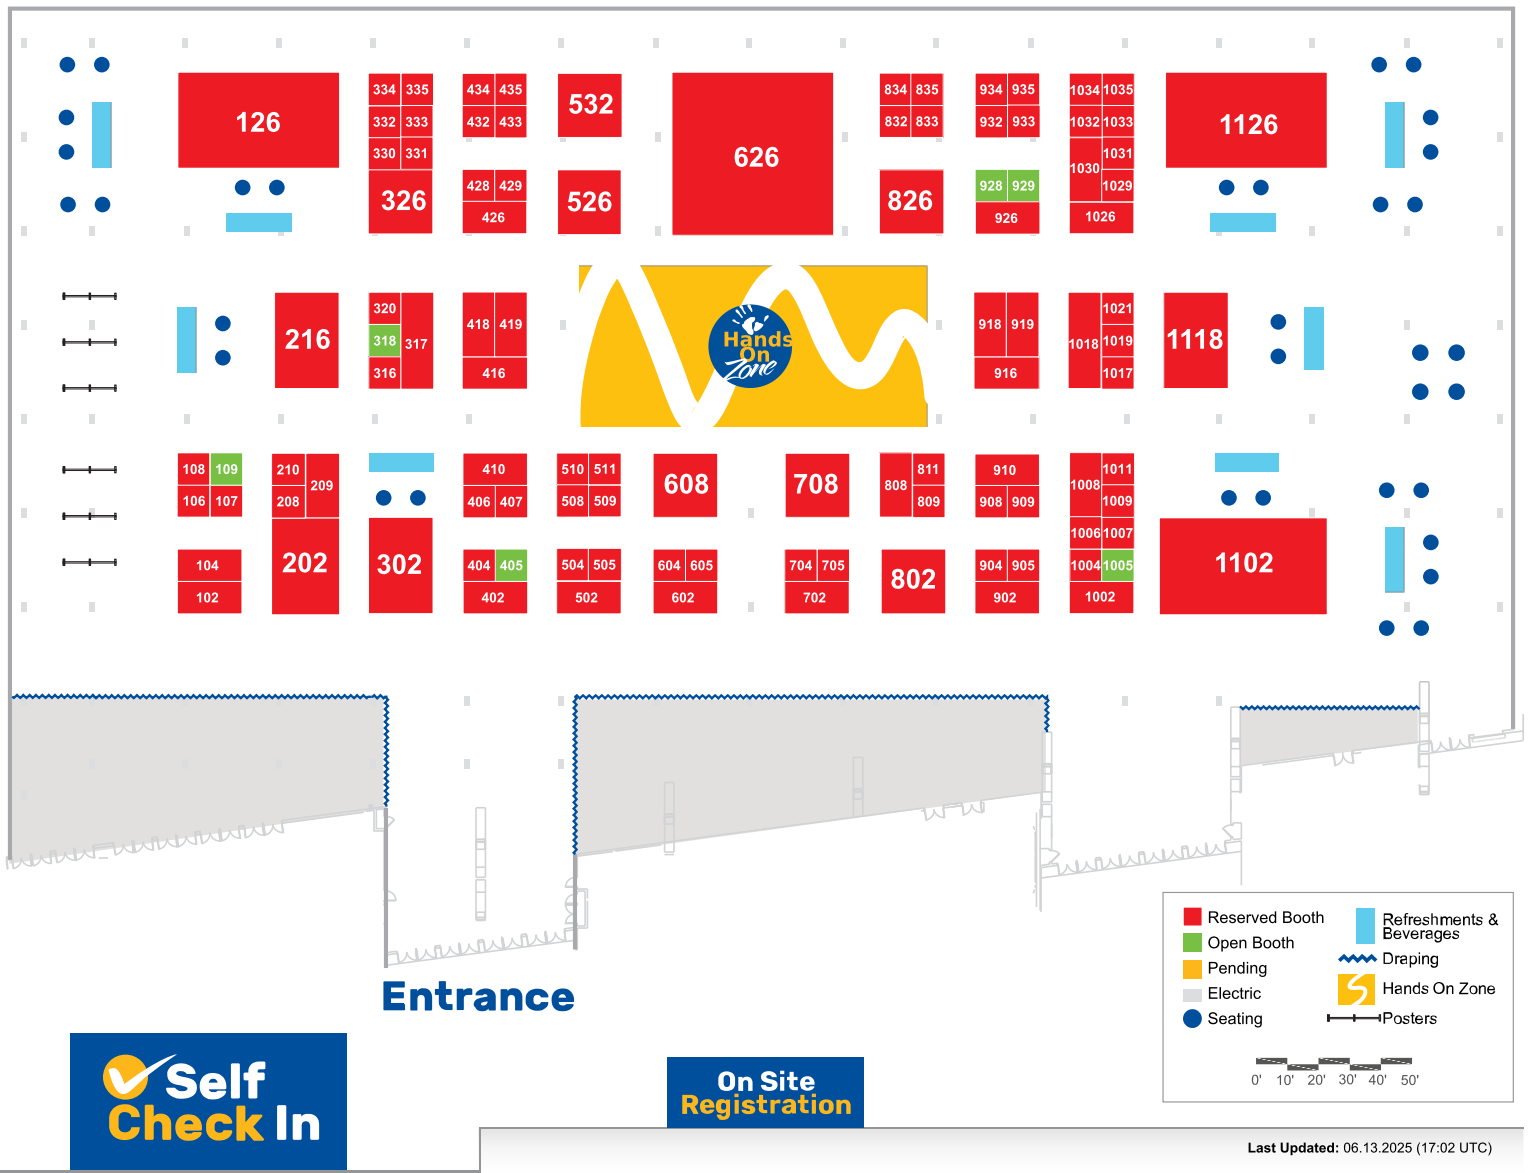 334 335 434 435 532 834 835 934 935 1034 1035
126 332 333 432 433 832 833 932 933 1032 1033 1126
330 331 626 1030 1031
326 428 429 526 826 928 929 1029
426 926 1026
320 1021
216 318 317 418 419 918 919 1018 1019 1118
316 416 916 1017
Hands
On
Zone
108 109 210 209 410 510 511 608 708 808 811 910 1008 1011
106 107 208 406 407 508 509 809 908 909 1009
1006 1007
104 202 302 404 405 504 505 604 605 704 705 802 904 905 1004 1005 1102
102 402 502 602 702 902 1002
Entrance
Self
Check In
On Site
Registration
Reserved Booth
Open Booth
Pending
Electric
Seating
Refreshments &
Beverages
Draping
Hands On Zone
Posters
0' 10' 20' 30' 40' 50'
Last Updated: 06.13.2025 (17:02 UTC)